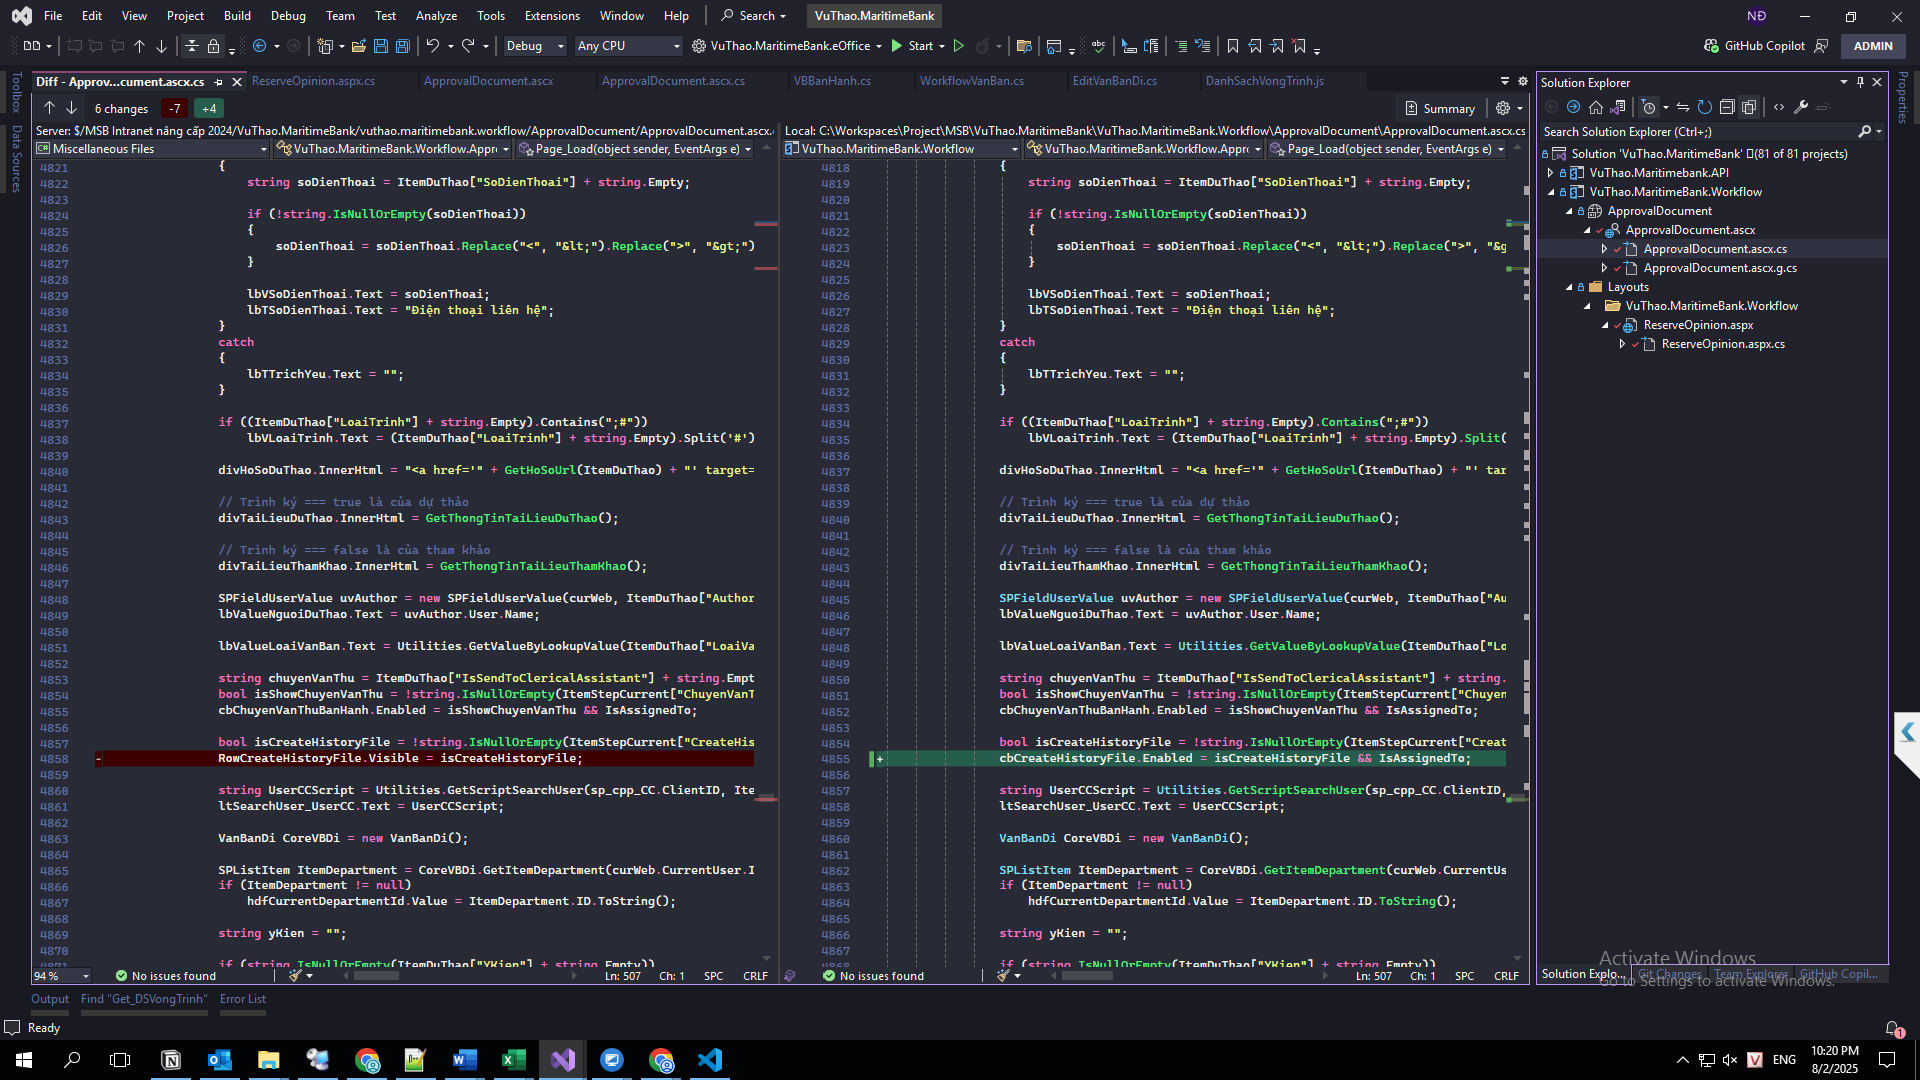 File Edit View Project Build Debug Team Test Analyze Tools Extensions Window Help Search VuThao.MaritimeBank NĐ
Debug Any CPU VuThao.MaritimeBank.eOffice Start GitHub Copilot ADMIN
Toolbox
Data Sources
Diff - Approv...cument.ascx.cs ReserveOpinion.aspx.cs ApprovalDocument.ascx ApprovalDocument.ascx.cs VBBanHanh.cs WorkflowVanBan.cs EditVanBanDi.cs DanhSachVongTrinh.js
6 changes -7 +4 Summary
Server: $/MSB Intranet nâng cấp 2024/VuThao.MaritimeBank/vuthao.maritimebank.workflow/ApprovalDocument/ApprovalDocument.ascx.
Miscellaneous Files VuThao.MaritimeBank.Workflow.Appr Page_Load(object sender, EventArgs e)
4821 {
4822 string soDienThoai = ItemDuThao["SoDienThoai"] + string.Empty;
4823
4824 if (!string.IsNullOrEmpty(soDienThoai))
4825 {
4826 soDienThoai = soDienThoai.Replace("<", "&lt;").Replace(">", "&gt;")
4827 }
4828
4829 lbVSoDienThoai.Text = soDienThoai;
4830 lbTSoDienThoai.Text = "Điện thoại liên hệ";
4831 }
4832 catch
4833 {
4834 lbTTrichYeu.Text = "";
4835 }
4836
4837 if ((ItemDuThao["LoaiTrinh"] + string.Empty).Contains(";#"))
4838 lbVLoaiTrinh.Text = (ItemDuThao["LoaiTrinh"] + string.Empty).Split('#')
4839
4840 divHoSoDuThao.InnerHtml = "<a href='" + GetHoSoUrl(ItemDuThao) + "' target=
4841
4842 // Trình ký === true là của dự thảo
4843 divTaiLieuDuThao.InnerHtml = GetThongTinTaiLieuDuThao();
4844
4845 // Trình ký === false là của tham khảo
4846 divTaiLieuThamKhao.InnerHtml = GetThongTinTaiLieuThamKhao();
4847
4848 SPFieldUserValue uvAuthor = new SPFieldUserValue(curWeb, ItemDuThao["Author
4849 lbValueNguoiDuThao.Text = uvAuthor.User.Name;
4850
4851 lbValueLoaiVanBan.Text = Utilities.GetValueByLookupValue(ItemDuThao["LoaiVa
4852
4853 string chuyenVanThu = ItemDuThao["IsSendToClericalAssistant"] + string.Empt
4854 bool isShowChuyenVanThu = !string.IsNullOrEmpty(ItemStepCurrent["ChuyenVanT
4855 cbChuyenVanThuBanHanh.Enabled = isShowChuyenVanThu && IsAssignedTo;
4856
4857 bool isCreateHistoryFile = !string.IsNullOrEmpty(ItemStepCurrent["CreateHis
4858 - RowCreateHistoryFile.Visible = isCreateHistoryFile;
4859
4860 string UserCCScript = Utilities.GetScriptSearchUser(sp_cpp_CC.ClientID, Ite
4861 ltSearchUser_UserCC.Text = UserCCScript;
4862
4863 VanBanDi CoreVBDi = new VanBanDi();
4864
4865 SPListItem ItemDepartment = CoreVBDi.GetItemDepartment(curWeb.CurrentUser.I
4866 if (ItemDepartment != null)
4867 hdfCurrentDepartmentId.Value = ItemDepartment.ID.ToString();
4868
4869 string yKien = "";
4870
4871 if (string.IsNullOrEmpty(ItemDuThao["YKien"] + string.Empty))
94 % No issues found Ln: 507 Ch: 1 SPC CRLF
Local: C:\Workspaces\Project\MSB\VuThao.MaritimeBank\VuThao.MaritimeBank.Workflow\ApprovalDocument\ApprovalDocument.ascx.cs
VuThao.MaritimeBank.Workflow VuThao.MaritimeBank.Workflow.Appro Page_Load(object sender, EventArgs e)
4818 {
4819 string soDienThoai = ItemDuThao["SoDienThoai"] + string.Empty;
4820
4821 if (!string.IsNullOrEmpty(soDienThoai))
4822 {
4823 soDienThoai = soDienThoai.Replace("<", "&lt;").Replace(">", "&g
4824 }
4825
4826 lbVSoDienThoai.Text = soDienThoai;
4827 lbTSoDienThoai.Text = "Điện thoại liên hệ";
4828 }
4829 catch
4830 {
4831 lbTTrichYeu.Text = "";
4832 }
4833
4834 if ((ItemDuThao["LoaiTrinh"] + string.Empty).Contains(";#"))
4835 lbVLoaiTrinh.Text = (ItemDuThao["LoaiTrinh"] + string.Empty).Split(
4836
4837 divHoSoDuThao.InnerHtml = "<a href='" + GetHoSoUrl(ItemDuThao) + "' tar
4838
4839 // Trình ký === true là của dự thảo
4840 divTaiLieuDuThao.InnerHtml = GetThongTinTaiLieuDuThao();
4841
4842 // Trình ký === false là của tham khảo
4843 divTaiLieuThamKhao.InnerHtml = GetThongTinTaiLieuThamKhao();
4844
4845 SPFieldUserValue uvAuthor = new SPFieldUserValue(curWeb, ItemDuThao["Au
4846 lbValueNguoiDuThao.Text = uvAuthor.User.Name;
4847
4848 lbValueLoaiVanBan.Text = Utilities.GetValueByLookupValue(ItemDuThao["Lo
4849
4850 string chuyenVanThu = ItemDuThao["IsSendToClericalAssistant"] + string.
4851 bool isShowChuyenVanThu = !string.IsNullOrEmpty(ItemStepCurrent["Chuyen
4852 cbChuyenVanThuBanHanh.Enabled = isShowChuyenVanThu && IsAssignedTo;
4853
4854 bool isCreateHistoryFile = !string.IsNullOrEmpty(ItemStepCurrent["Creat
4855 + cbCreateHistoryFile.Enabled = isCreateHistoryFile && IsAssignedTo;
4856
4857 string UserCCScript = Utilities.GetScriptSearchUser(sp_cpp_CC.ClientID,
4858 ltSearchUser_UserCC.Text = UserCCScript;
4859
4860 VanBanDi CoreVBDi = new VanBanDi();
4861
4862 SPListItem ItemDepartment = CoreVBDi.GetItemDepartment(curWeb.CurrentUs
4863 if (ItemDepartment != null)
4864 hdfCurrentDepartmentId.Value = ItemDepartment.ID.ToString();
4865
4866 string yKien = "";
4867
4868 if (string.IsNullOrEmpty(ItemDuThao["YKien"] + string.Empty))
No issues found Ln: 507 Ch: 1 SPC CRLF
Solution Explorer
Search Solution Explorer (Ctrl+;)
Solution 'VuThao.MaritimeBank' (81 of 81 projects)
VuThao.MaritimeBank.API
VuThao.MaritimeBank.Workflow
ApprovalDocument
ApprovalDocument.ascx
ApprovalDocument.ascx.cs
ApprovalDocument.ascx.g.cs
Layouts
VuThao.MaritimeBank.Workflow
ReserveOpinion.aspx
ReserveOpinion.aspx.cs
Solution Explo... Git Changes Team Explorer GitHub Copil...
Properties
Activate Windows
Go to Settings to activate Windows.
Output Find "Get_DSVongTrinh" Error List
Ready 1
ENG 10:20 PM
8/2/2025